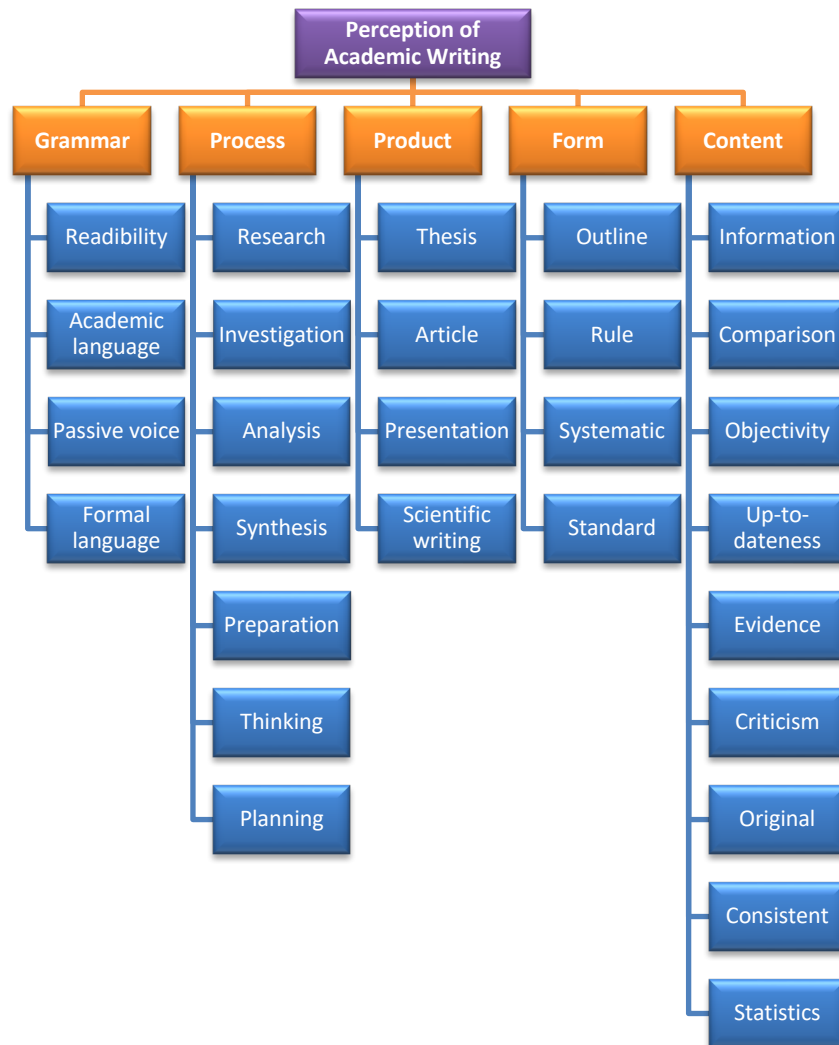 Perception of
Academic Writing
Grammar
Process
Product
Form
Content
Readibility
Academic
language
Passive voice
Formal
language
Research
Investigation
Analysis
Synthesis
Preparation
Thinking
Planning
Thesis
Article
Presentation
Scientific
writing
Outline
Rule
Systematic
Standard
Information
Comparison
Objectivity
Up-to-
dateness
Evidence
Criticism
Original
Consistent
Statistics